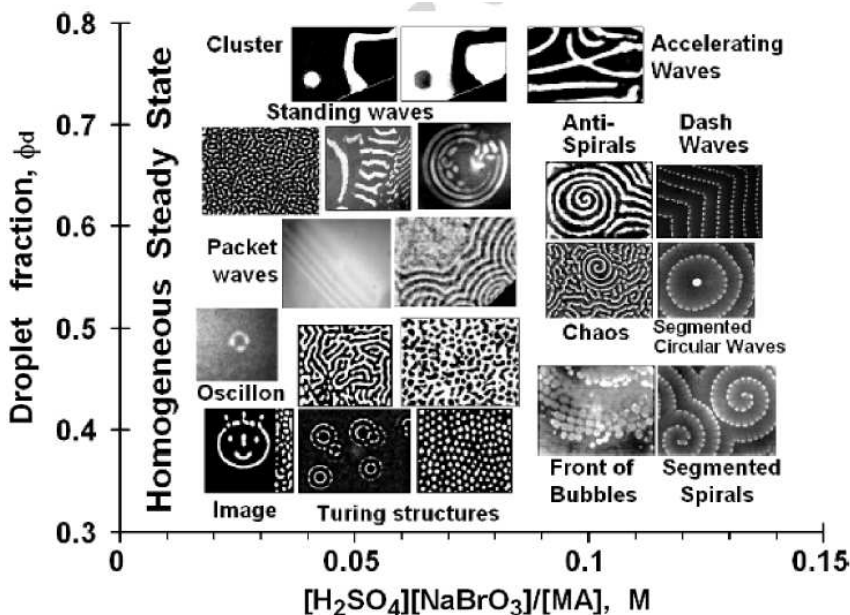 0.8
0.7
0.6
0.5
0.4
0.3
Droplet fraction, ϕd
Homogeneous Steady State
Cluster
Accelerating
Waves
Standing waves
Anti-
Spirals
Dash
Waves
Packet
waves
Chaos
Segmented
Circular Waves
Oscillon
Image
Turing structures
Front of
Bubbles
Segmented
Spirals
0
0.05
0.1
0.15
[H₂SO₄][NaBrO₃]/[MA], M